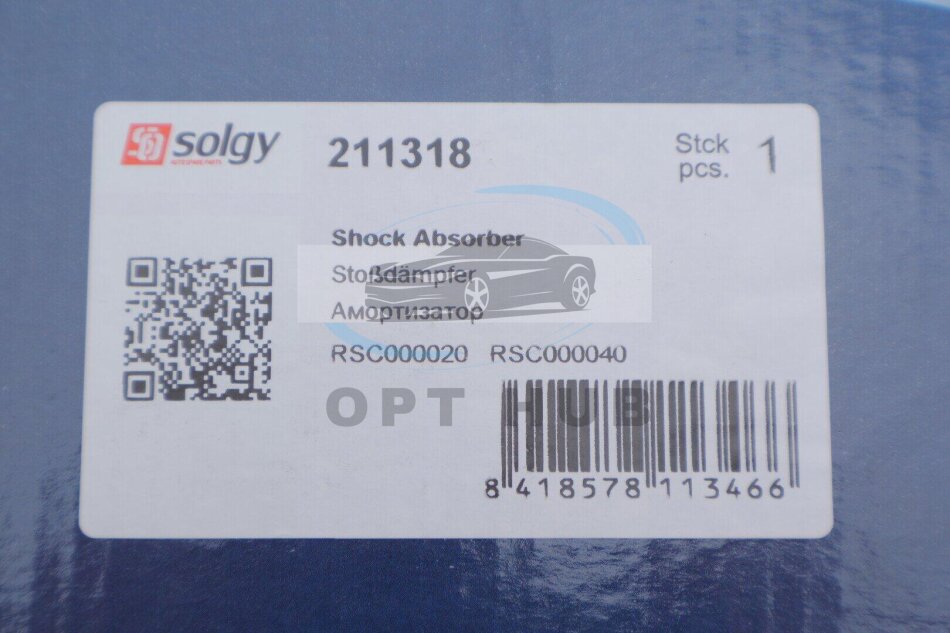 solgy
211318
Stck
pcs.
1
Shock Absorber
Stoßdämpfer
Амортизатор
RSC000020 RSC000040
OPT HUB
8 418578 113466